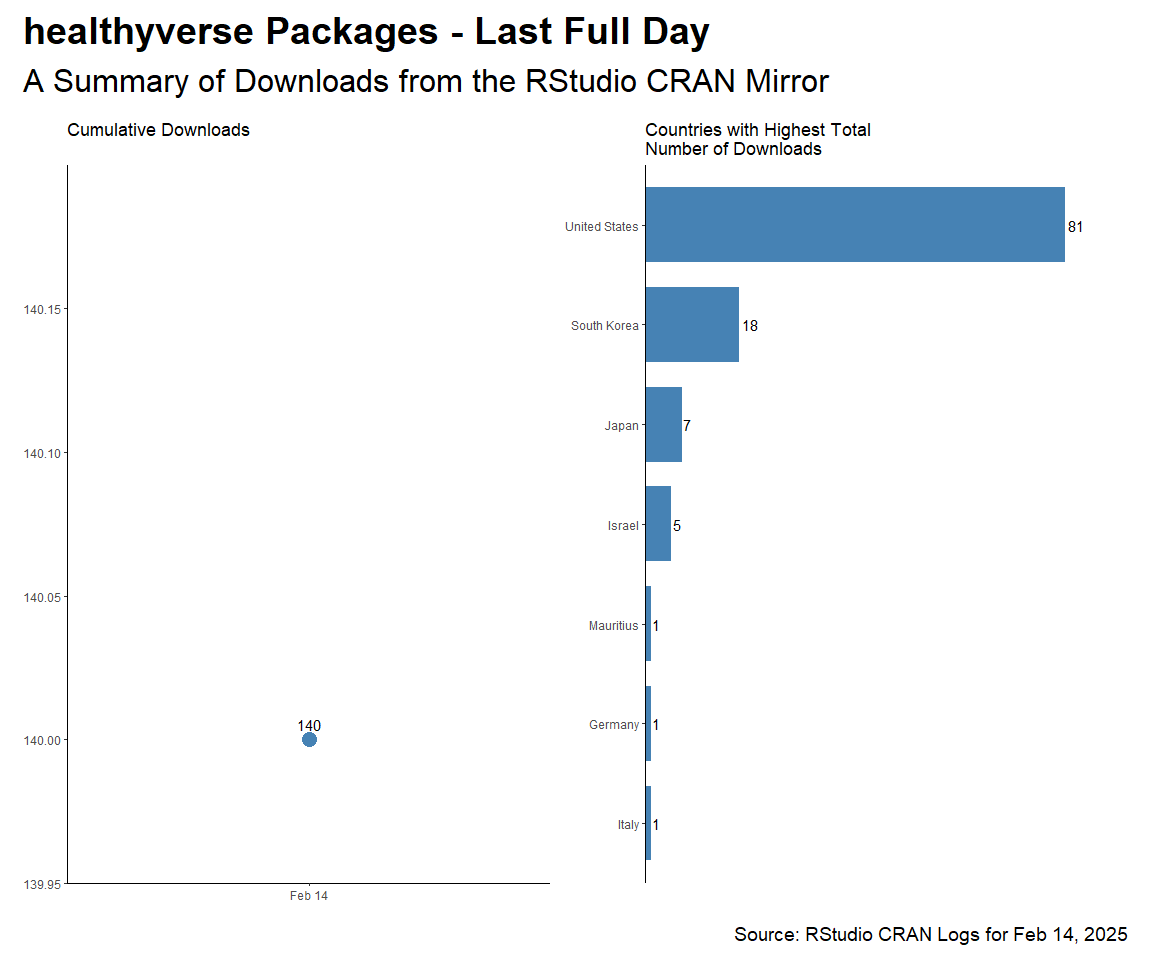 healthyverse Packages - Last Full Day
A Summary of Downloads from the RStudio CRAN Mirror
Cumulative Downloads
140.15
140.10
140.05
140.00
139.95
140
Feb 14
Countries with Highest Total
Number of Downloads
United States 81
South Korea 18
Japan 7
Israel 5
Mauritius 1
Germany 1
Italy 1
Source: RStudio CRAN Logs for Feb 14, 2025